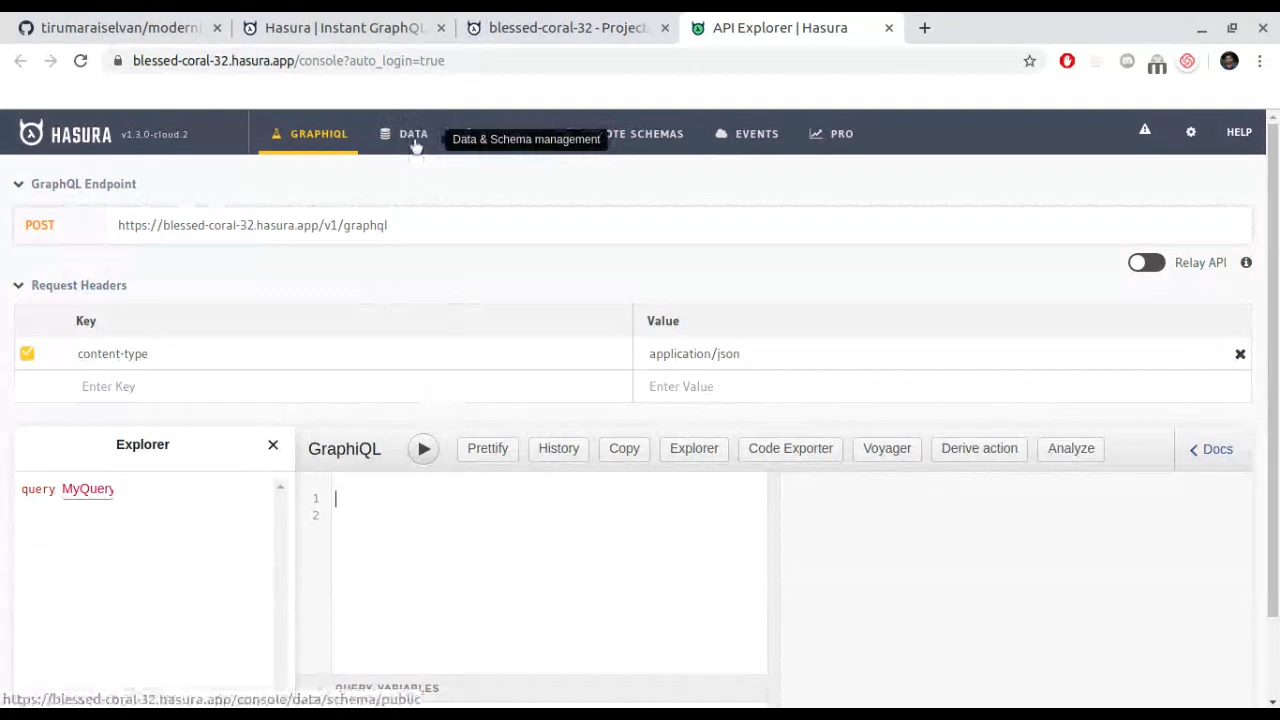 tirumaraiselvan/moderni
Hasura | Instant GraphQL
blessed-coral-32 - Project
API Explorer | Hasura
blessed-coral-32.hasura.app/console?auto_login=true
HASURA v1.3.0-cloud.2 GRAPHIQL DATA OTE SCHEMAS EVENTS PRO HELP
Data & Schema management
GraphQL Endpoint
POST https://blessed-coral-32.hasura.app/v1/graphql
Relay API
Request Headers
Key Value
content-type application/json
Enter Key Enter Value
Explorer
GraphiQL Prettify History Copy Explorer Code Exporter Voyager Derive action Analyze Docs
query MyQuery
1
2
QUERY VARIABLES
https://blessed-coral-32.hasura.app/console/data/schema/public